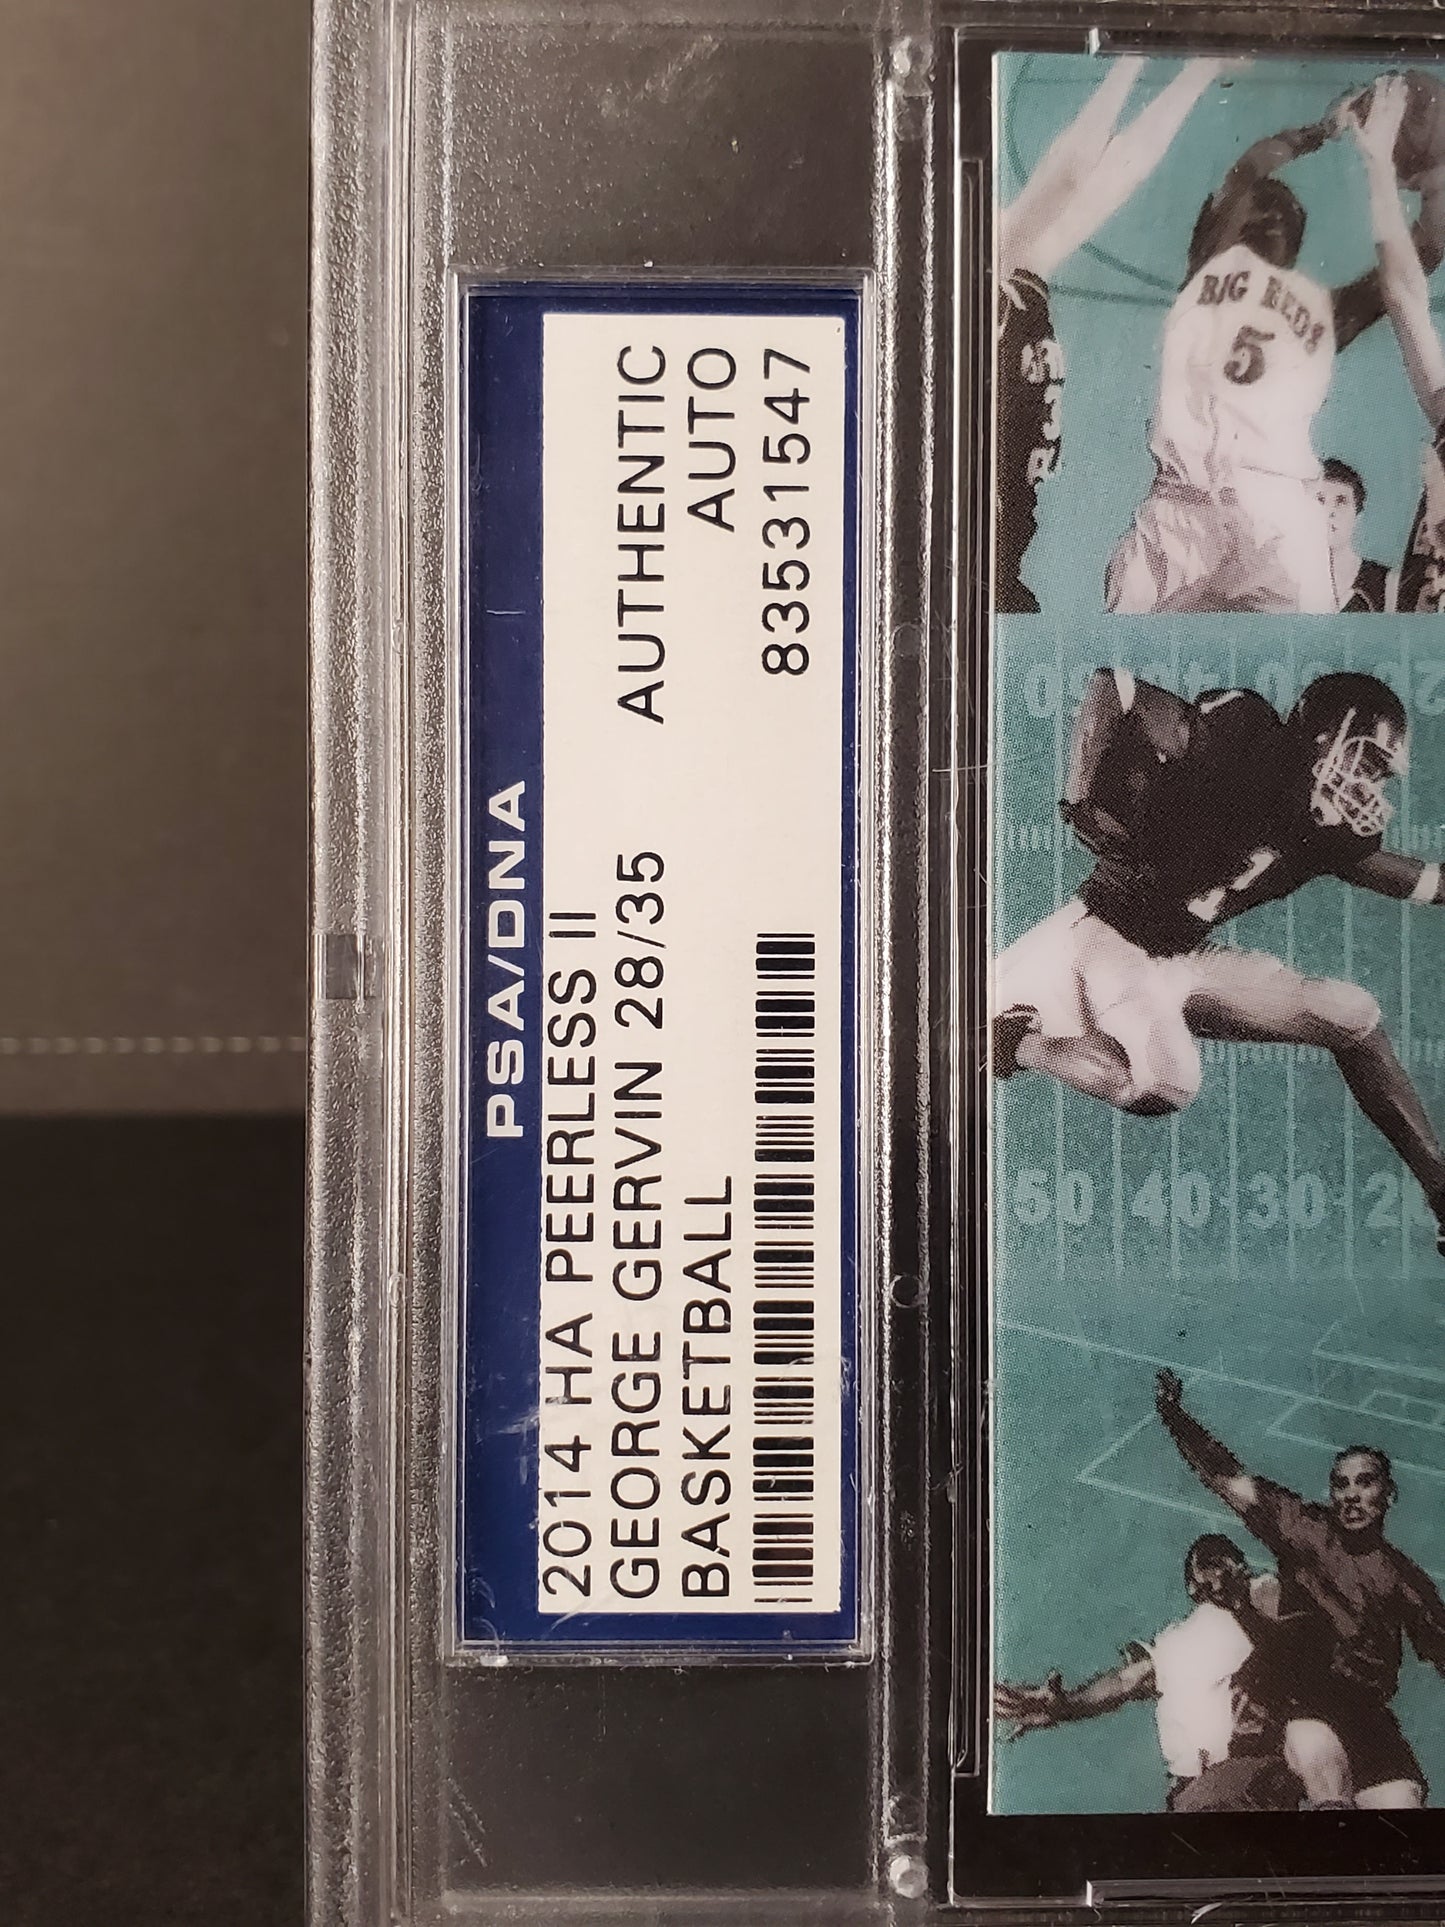 PSA/DNA
2014 HA PEERLESS II
GEORGE GERVIN 28/35 AUTHENTIC
BASKETBALL AUTO
83531547
BIG REDS
5
50 40 30 2